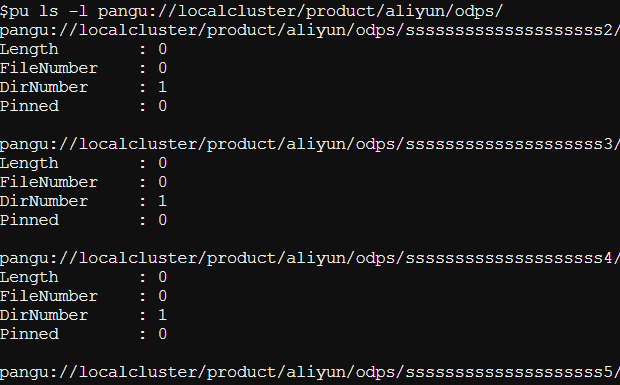 $pu ls -l pangu://localcluster/product/aliyun/odps/
pangu://localcluster/product/aliyun/odps/ssssssssssssssssssss2/
Length        : 0
FileNumber    : 0
DirNumber     : 1
Pinned        : 0
pangu://localcluster/product/aliyun/odps/ssssssssssssssssssss3/
Length        : 0
FileNumber    : 0
DirNumber     : 1
Pinned        : 0
pangu://localcluster/product/aliyun/odps/ssssssssssssssssssss4/
Length        : 0
FileNumber    : 0
DirNumber     : 1
Pinned        : 0
pangu://localcluster/product/aliyun/odps/ssssssssssssssssssss5/